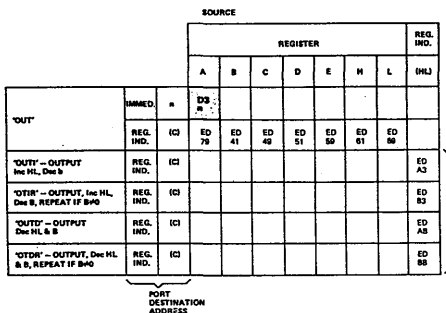 SOURCE
REGISTER REG. IND.
A B C D E H L (HL)
'OUT' IMMED. n D3 n
REG. IND. (C) ED 79 ED 41 ED 49 ED 51 ED 59 ED 61 ED 69
'OUTI' – OUTPUT Inc HL, Dec b REG. IND. (C) ED A3
'OTIR' – OUTPUT, Inc HL, Dec B, REPEAT IF B≠0 REG. IND. (C) ED B3
'OUTD' – OUTPUT Dec HL & B REG. IND. (C) ED AB
'OTDR' – OUTPUT, Dec HL & B, REPEAT IF B≠0 REG. IND. (C) ED BB
PORT
DESTINATION
ADDRESS